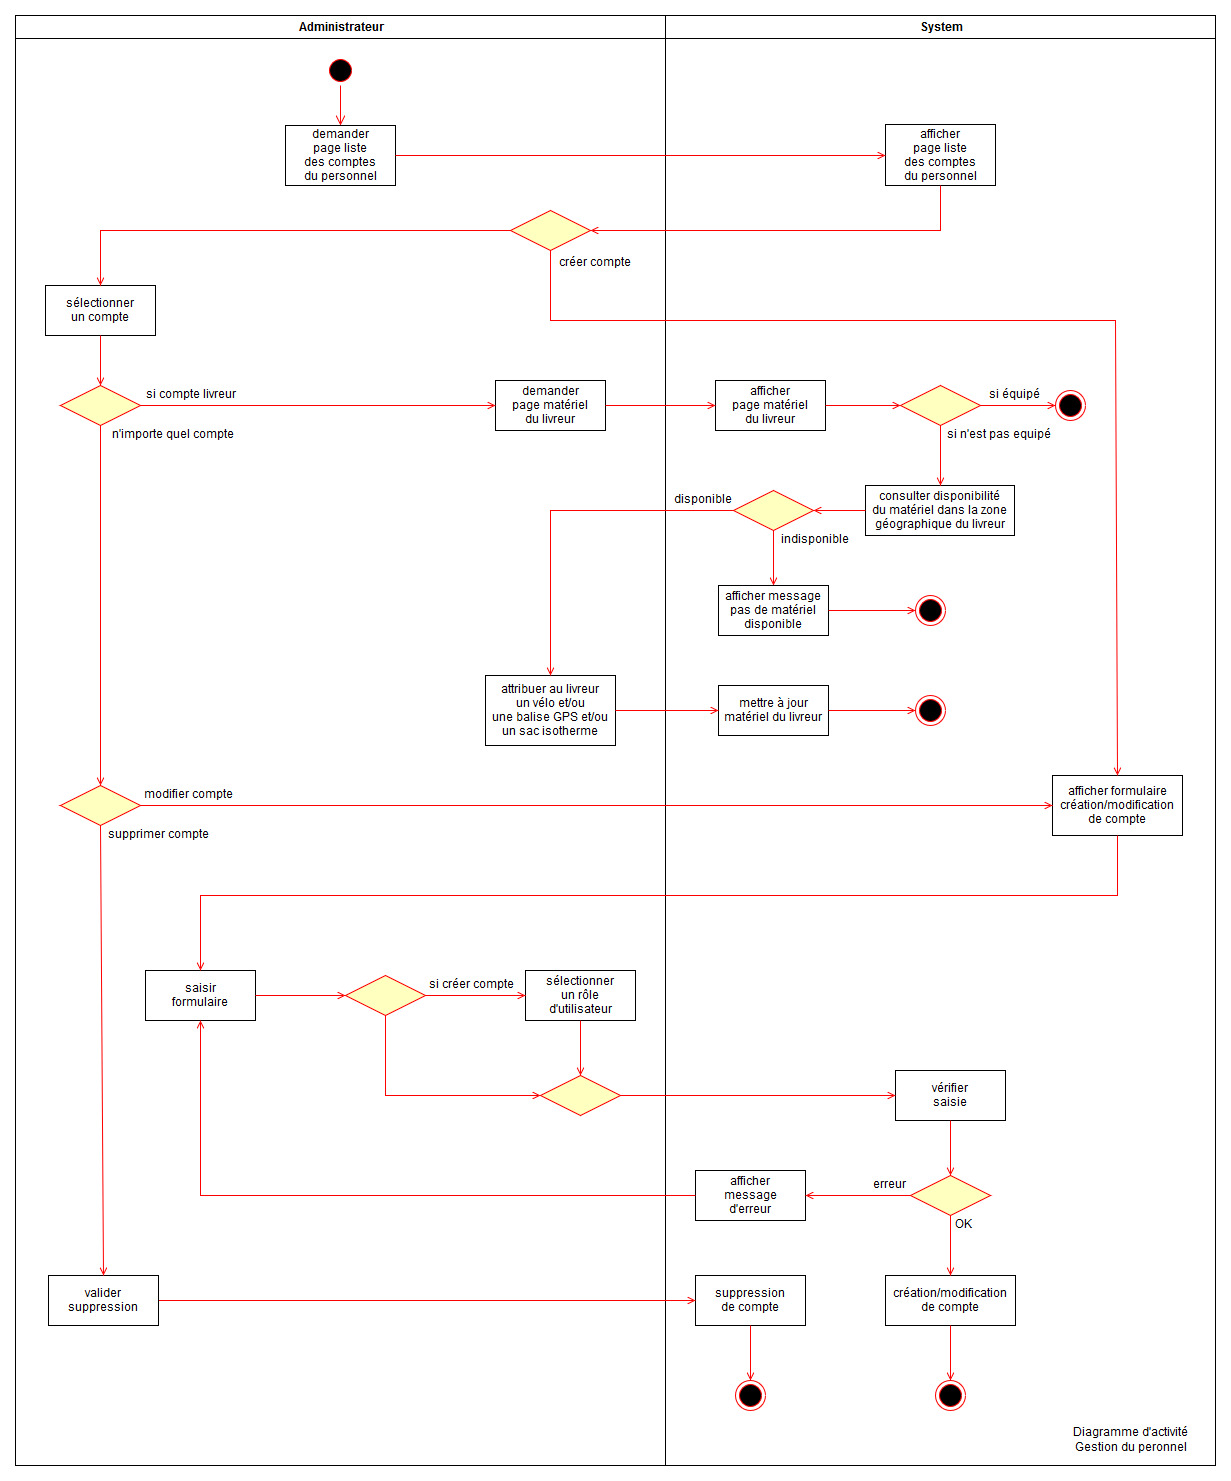 Administrateur
System
demander
page liste
des comptes
du personnel
afficher
page liste
des comptes
du personnel
créer compte
sélectionner
un compte
si compte livreur
n'importe quel compte
demander
page matériel
du livreur
afficher
page matériel
du livreur
si équipé
si n'est pas equipé
consulter disponibilité
du matériel dans la zone
géographique du livreur
disponible
indisponible
afficher message
pas de matériel
disponible
attribuer au livreur
un vélo et/ou
une balise GPS et/ou
un sac isotherme
mettre à jour
matériel du livreur
modifier compte
supprimer compte
afficher formulaire
création/modification
de compte
saisir
formulaire
si créer compte
sélectionner
un rôle
d'utilisateur
vérifier
saisie
erreur
OK
afficher
message
d'erreur
valider
suppression
suppression
de compte
création/modification
de compte
Diagramme d'activité
Gestion du peronnel